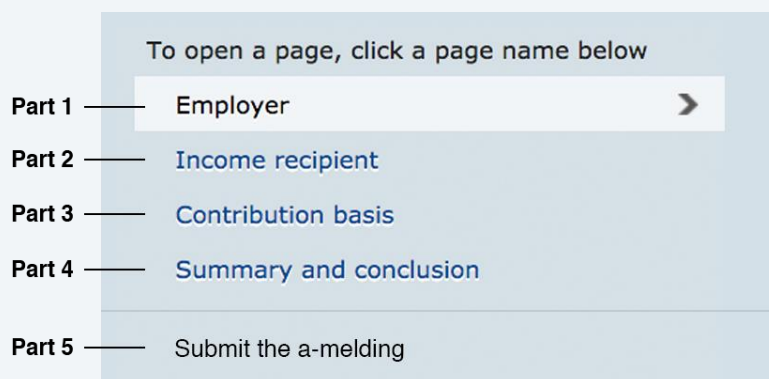 To open a page, click a page name below
Part 1 Employer
Part 2 Income recipient
Part 3 Contribution basis
Part 4 Summary and conclusion
Part 5 Submit the a-melding